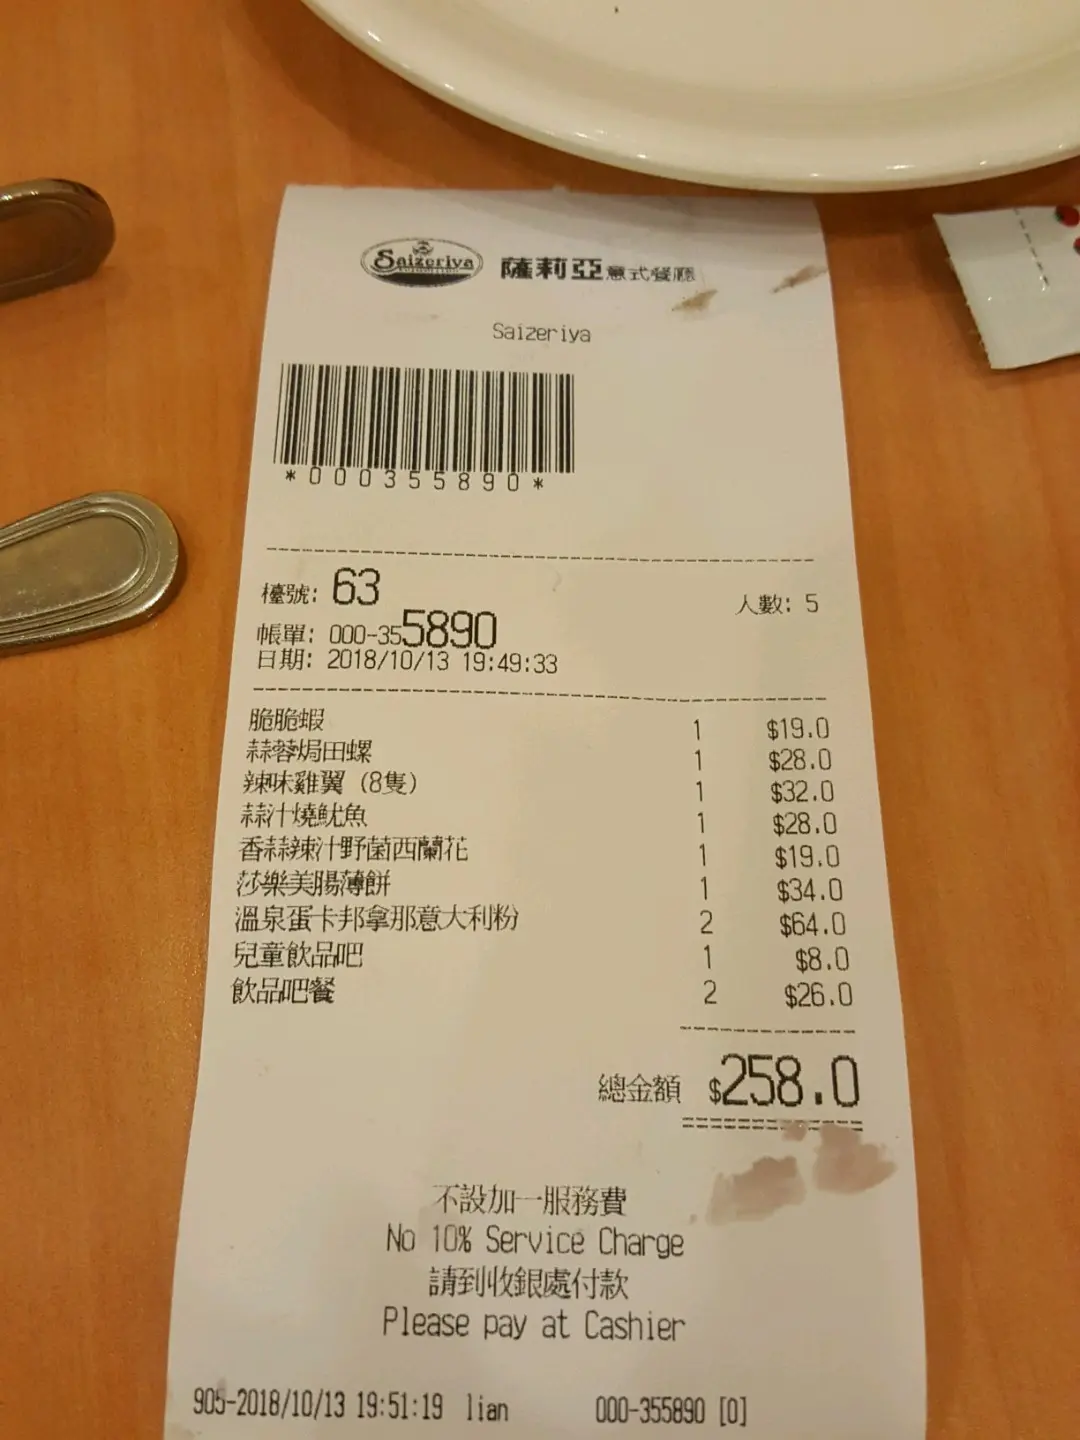 Saizeriya 薩莉亞意式餐廳
Saizeriya
*000355890*
檯號: 63
人數: 5
帳單: 000-355890
日期: 2018/10/13 19:49:33
脆脆蝦 1 $19.0
蒜蓉焗田螺 1 $28.0
辣味雞翼 (8隻) 1 $32.0
蒜汁燒魷魚 1 $28.0
香蒜辣汁野菌西蘭花 1 $19.0
莎樂美腸薄餅 1 $34.0
溫泉蛋卡邦拿那意大利粉 2 $64.0
兒童飲品吧 1 $8.0
飲品吧餐 2 $26.0
總金額 $258.0
不設加一服務費
No 10% Service Charge
請到收銀處付款
Please pay at Cashier
905-2018/10/13 19:51:19 lian 000-355890 [0]